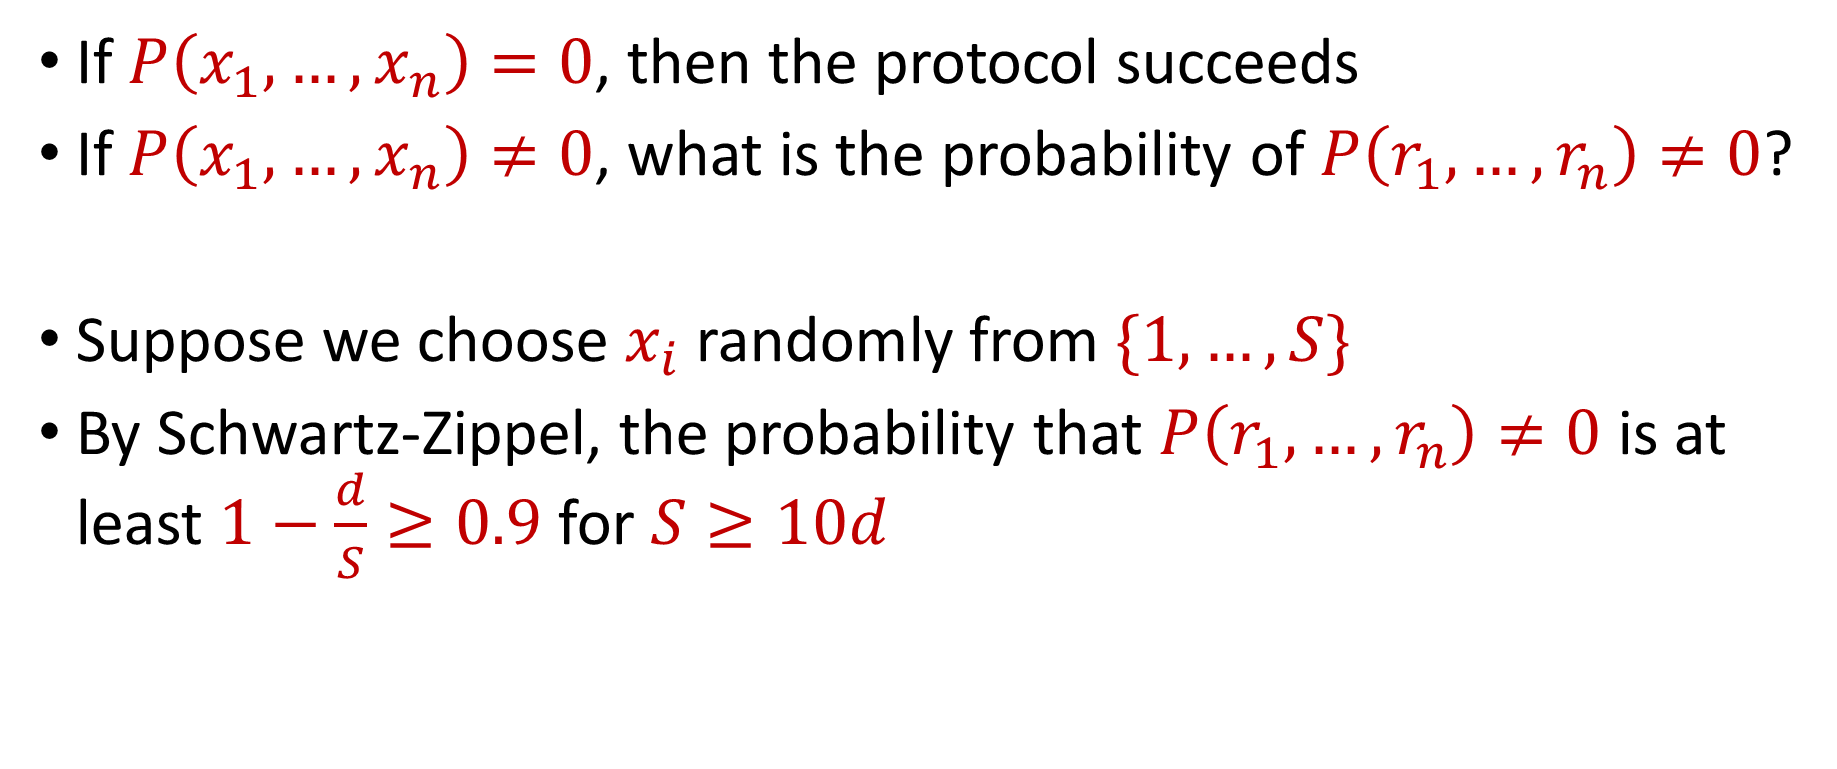 • If P(x₁, … , xₙ) = 0, then the protocol succeeds
• If P(x₁, … , xₙ) ≠ 0, what is the probability of P(r₁, … , rₙ) ≠ 0?
• Suppose we choose xᵢ randomly from {1, … , S}
• By Schwartz-Zippel, the probability that P(r₁, … , rₙ) ≠ 0 is at
least 1 − d/S ≥ 0.9 for S ≥ 10d